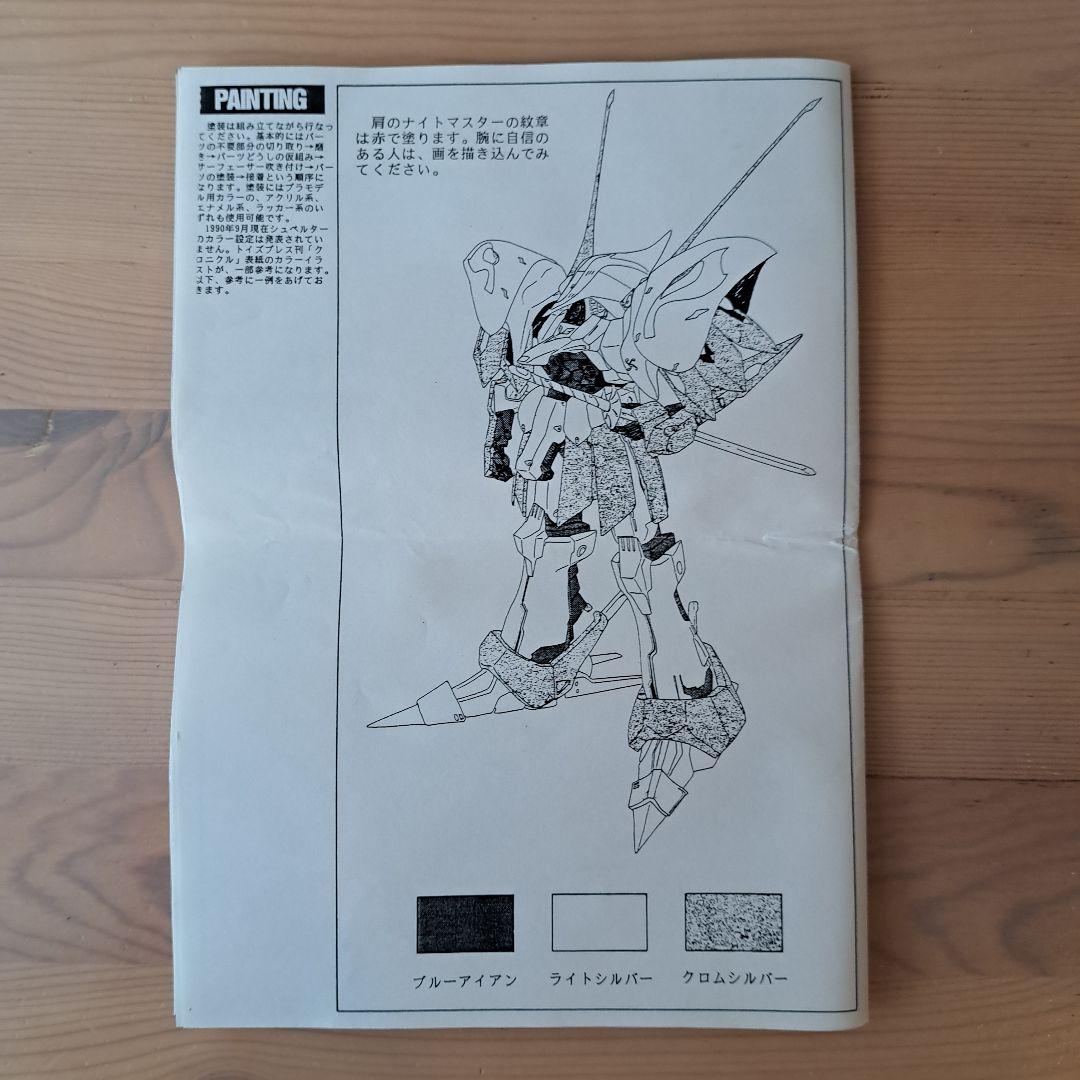 PAINTING
塗装は組み立てながら行なっ
てください。基本的にはパー
ツの不要部分の切り取り→磨
き→パーツどうしの仮組み→
サーフェーサー吹き付け→パー
ツの塗装→接着という順序に
なります。塗装にはプラモデ
ル用カラーの、アクリル系、
エナメル系、ラッカー系のい
ずれも使用可能です。
1990年9月現在シュペルター
のカラー設定は発表されてい
ません。トイズプレス刊「ク
ロニクル」表紙のカラーイラ
ストが、一部参考になります。
以下、参考に一例をあげてお
きます。
肩のナイトマスターの紋章
は赤で塗ります。腕に自信の
ある人は、画を描き込んでみ
てください。
ブルーアイアン
ライトシルバー
クロムシルバー